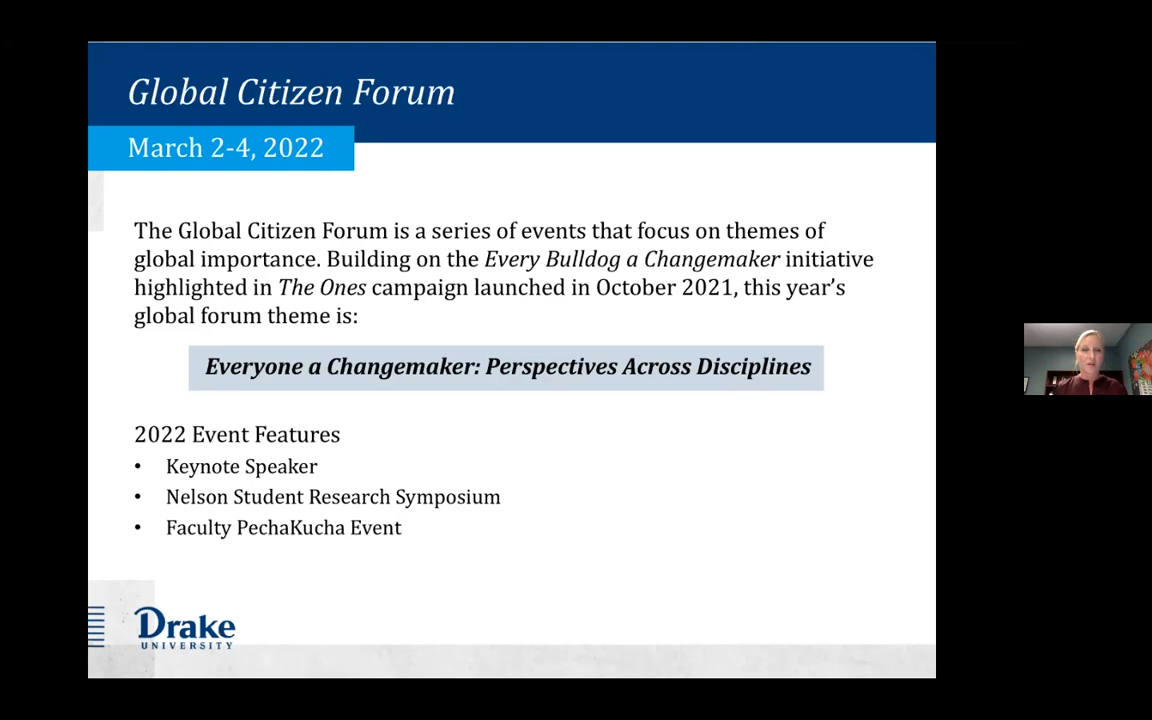 Global Citizen Forum
March 2-4, 2022
The Global Citizen Forum is a series of events that focus on themes of
global importance. Building on the Every Bulldog a Changemaker initiative
highlighted in The Ones campaign launched in October 2021, this year's
global forum theme is:
Everyone a Changemaker: Perspectives Across Disciplines
2022 Event Features
• Keynote Speaker
• Nelson Student Research Symposium
• Faculty PechaKucha Event
Drake
UNIVERSITY